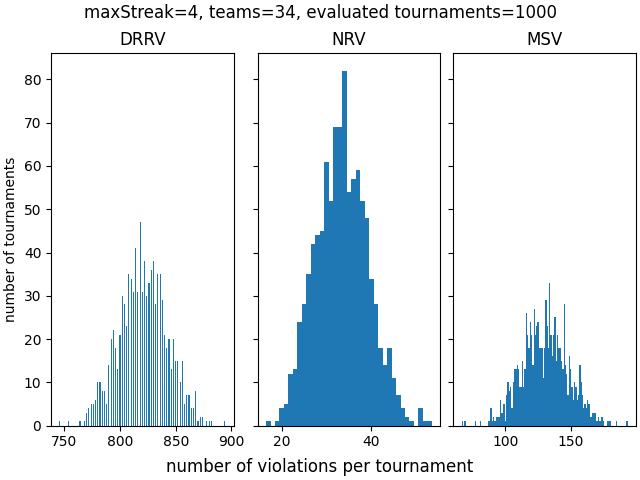 maxStreak=4, teams=34, evaluated tournaments=1000
DRRV
NRV
MSV
number of tournaments
80
70
60
50
40
30
20
10
0
750
800
850
900
20
40
100
150
number of violations per tournament